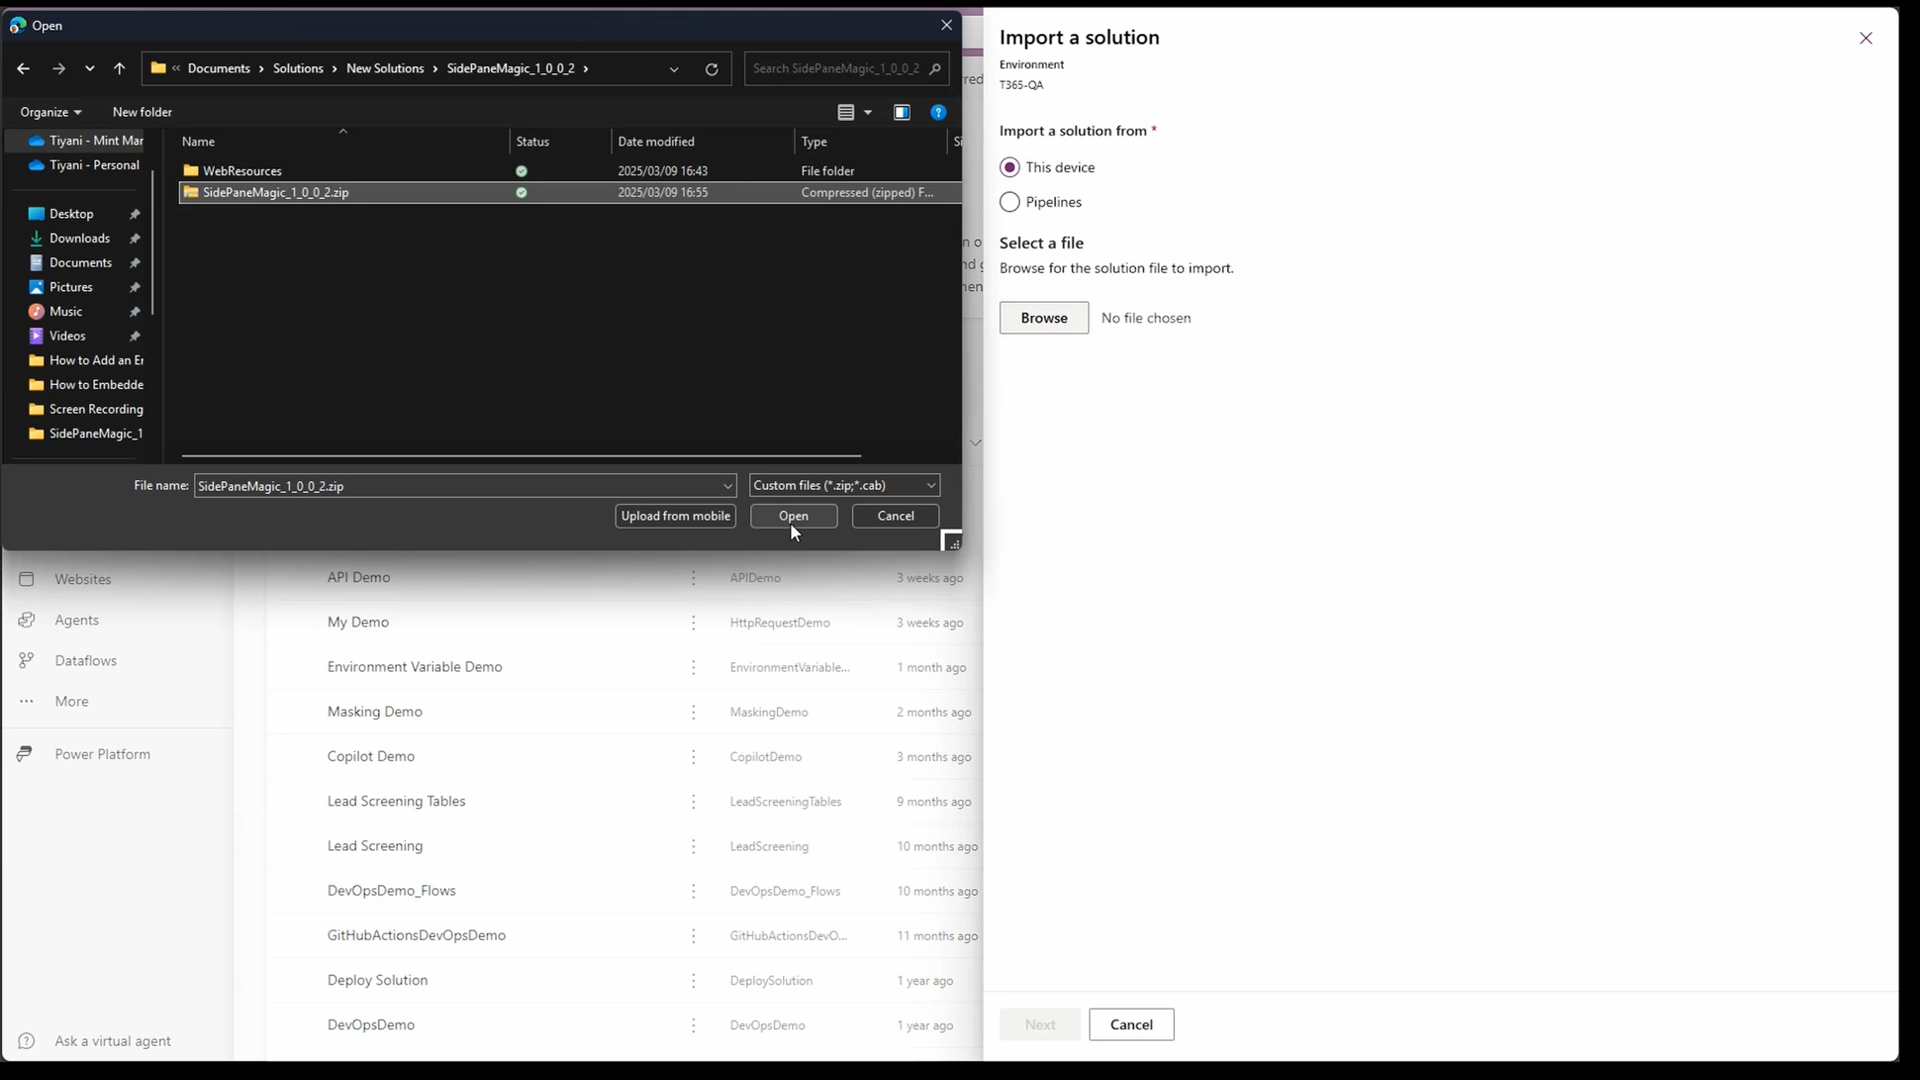 Open
Documents > Solutions > New Solutions > SidePaneMagic_1_0_0_2 >
Search SidePaneMagic_1_0_0_2
Organize
New folder
Name
Status
Date modified
Type
Tiyani - Mint Mar
Tiyani - Personal
Desktop
Downloads
Documents
Pictures
Music
Videos
How to Add an Er
How to Embedde
Screen Recording
SidePaneMagic_1
WebResources 2025/03/09 16:43 File folder
SidePaneMagic_1_0_0_2.zip 2025/03/09 16:55 Compressed (zipped) F...
File name: SidePaneMagic_1_0_0_2.zip
Custom files (*.zip;*.cab)
Upload from mobile
Open
Cancel
Websites
Agents
Dataflows
More
Power Platform
Ask a virtual agent
API Demo APIDemo 3 weeks ago
My Demo HttpRequestDemo 3 weeks ago
Environment Variable Demo EnvironmentVariable... 1 month ago
Masking Demo MaskingDemo 2 months ago
Copilot Demo CopilotDemo 3 months ago
Lead Screening Tables LeadScreeningTables 9 months ago
Lead Screening LeadScreening 10 months ago
DevOpsDemo_Flows DevOpsDemo_Flows 10 months ago
GitHubActionsDevOpsDemo GitHubActionsDevO... 11 months ago
Deploy Solution DeploySolution 1 year ago
DevOpsDemo DevOpsDemo 1 year ago
Import a solution
Environment
T365-QA
Import a solution from *
This device
Pipelines
Select a file
Browse for the solution file to import.
Browse No file chosen
Next
Cancel